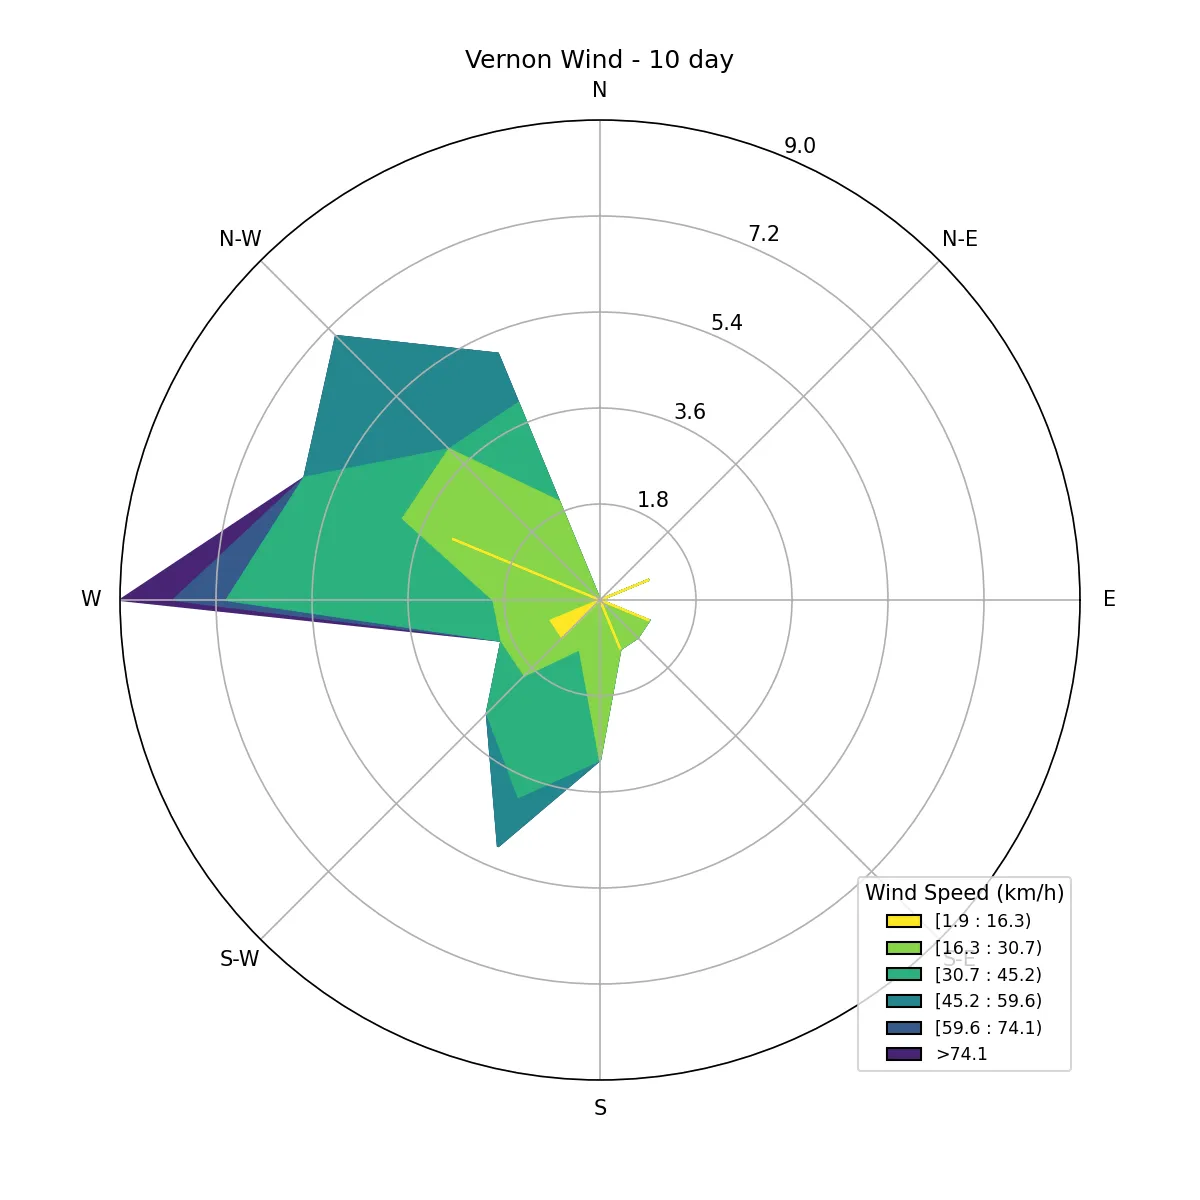 Vernon Wind - 10 day
N
9.0
N-W
N-E
7.2
5.4
3.6
1.8
W
E
S-W
S-E
S
Wind Speed (km/h)
[1.9 : 16.3)
[16.3 : 30.7)
[30.7 : 45.2)
[45.2 : 59.6)
[59.6 : 74.1)
>74.1